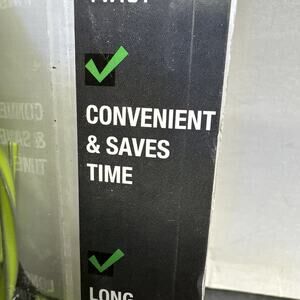 CONVENIENT
& SAVES
TIME
LONG